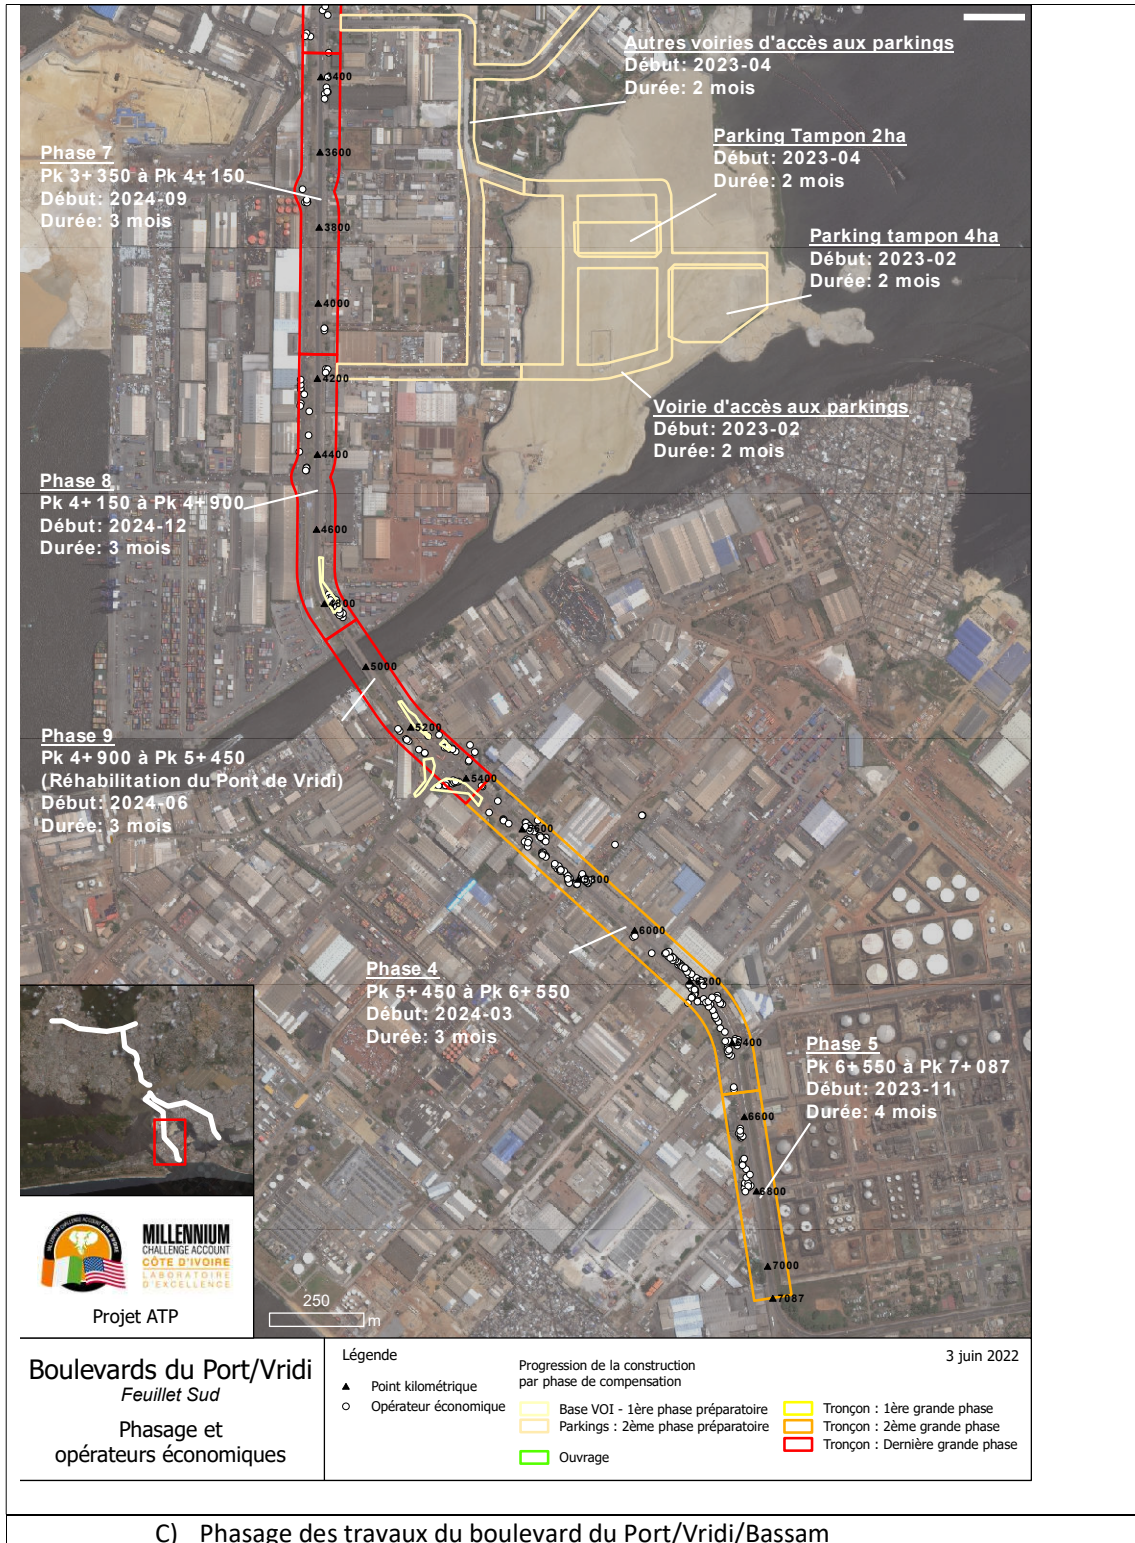 Autres voiries d'accès aux parkings
Début: 2023-04
Durée: 2 mois
Parking Tampon 2ha
Début: 2023-04
Durée: 2 mois
Phase 7
Pk 3+350 à Pk 4+150
Début: 2024-09
Durée: 3 mois
Parking tampon 4ha
Début: 2023-02
Durée: 2 mois
Voirie d'accès aux parkings
Début: 2023-02
Durée: 2 mois
Phase 8
Pk 4+150 à Pk 4+900
Début: 2024-12
Durée: 3 mois
Phase 9
Pk 4+900 à Pk 5+450
(Réhabilitation du Pont de Vridi)
Début: 2024-06
Durée: 3 mois
Phase 4
Pk 5+450 à Pk 6+550
Début: 2024-03
Durée: 3 mois
Phase 5
Pk 6+550 à Pk 7+087
Début: 2023-11
Durée: 4 mois
3600
3800
4000
4200
4400
4600
5000
5200
5400
6000
6600
7000
7087
MILLENNIUM
CHALLENGE ACCOUNT
CÔTE D'IVOIRE
LABORATOIRE
D'EXCELLENCE
Projet ATP
250
m
Boulevards du Port/Vridi
Feuillet Sud
Phasage et
opérateurs économiques
Légende
Point kilométrique
Opérateur économique
Progression de la construction
par phase de compensation
Base VOI - 1ère phase préparatoire
Parkings : 2ème phase préparatoire
Ouvrage
Tronçon : 1ère grande phase
Tronçon : 2ème grande phase
Tronçon : Dernière grande phase
3 juin 2022
C) Phasage des travaux du boulevard du Port/Vridi/Bassam